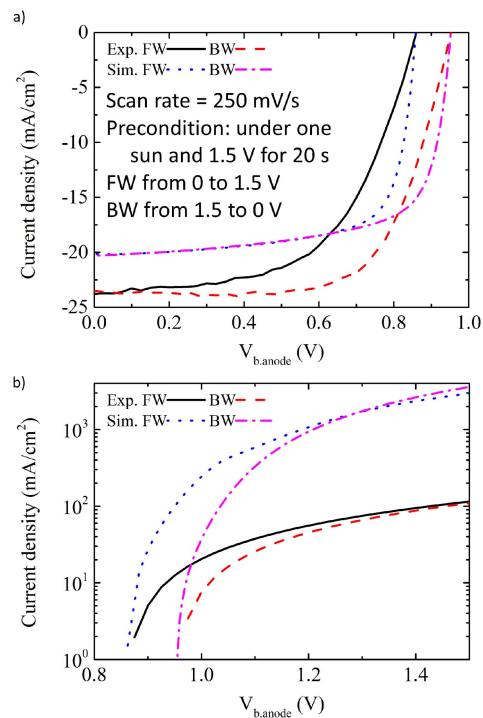 a)
Exp. FW BW
Sim. FW BW
Scan rate = 250 mV/s
Precondition: under one
sun and 1.5 V for 20 s
FW from 0 to 1.5 V
BW from 1.5 to 0 V
Current density (mA/cm²)
0
-5
-10
-15
-20
-25
0.0 0.2 0.4 0.6 0.8 1.0
V_b.anode (V)
b)
Exp. FW BW
Sim. FW BW
Current density (mA/cm²)
10³
10²
10¹
10⁰
0.8 1.0 1.2 1.4
V_b.anode (V)